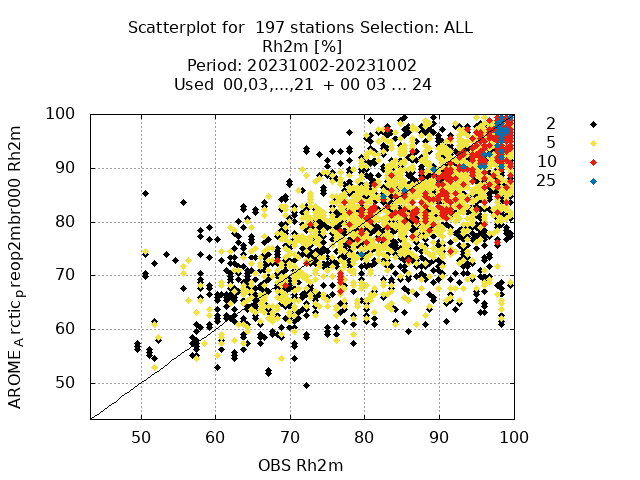 Scatterplot for  197 stations Selection: ALL
Rh2m [%]
Period: 20231002-20231002
Used  00,03,...,21  + 00 03 ... 24
AROME_Arctic_preop2mbr000 Rh2m
100
90
80
70
60
50
50 60 70 80 90 100
OBS Rh2m
2
5
10
25